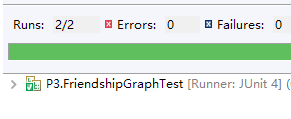 Runs: 2/2 Errors: 0 Failures: 0
P3.FriendshipGraphTest [Runner: JUnit 4] (